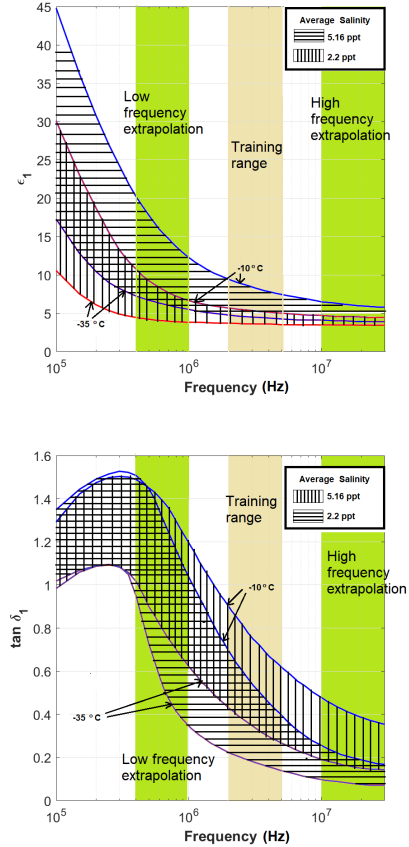 45
40
35
30
25
20
15
10
5
0
ϵ1
Average Salinity
5.16 ppt
2.2 ppt
Low
frequency
extrapolation
High
frequency
extrapolation
Training
range
-10 ° C
-35 ° C
10^5
10^6
10^7
Frequency (Hz)
1.6
1.4
1.2
1
0.8
0.6
0.4
0.2
0
tan δ1
Average Salinity
5.16 ppt
2.2 ppt
Training
range
High
frequency
extrapolation
-10 ° C
-35 ° C
Low frequency
extrapolation
10^5
10^6
10^7
Frequency (Hz)